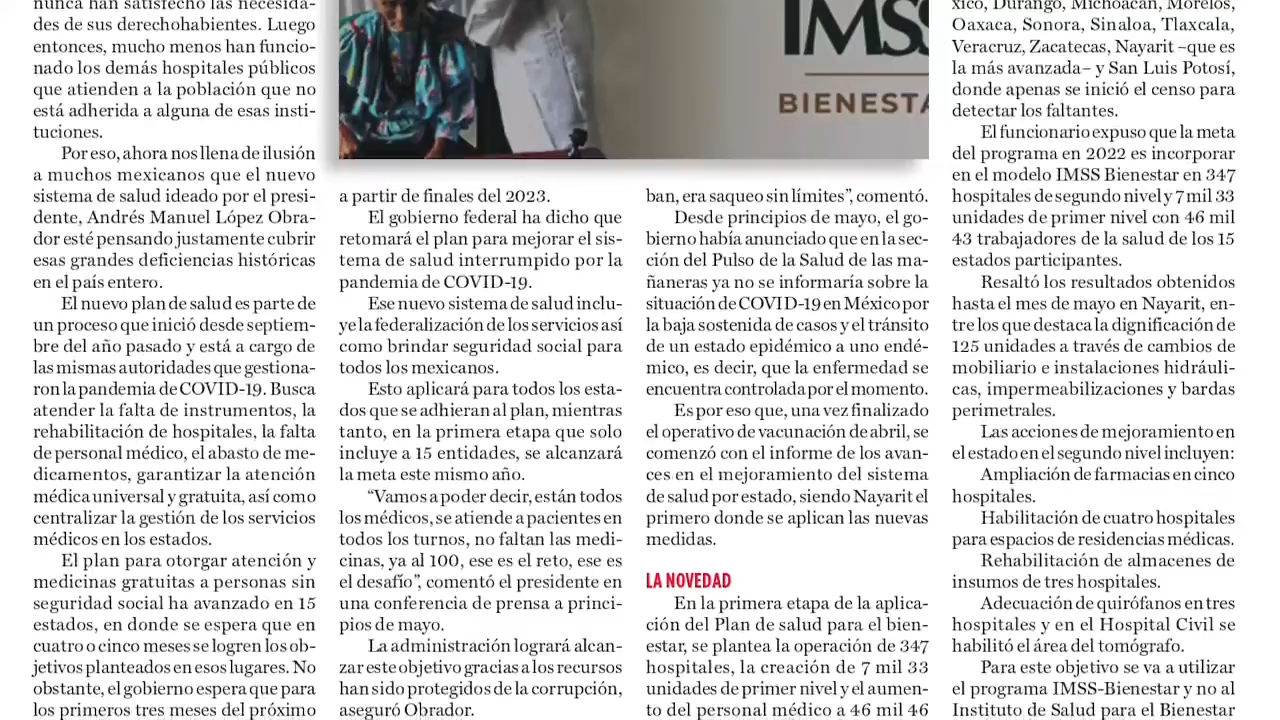 nunca han satisfecho las necesida-
des de sus derechohabientes. Luego
entonces, mucho menos han funcio-
nado los demás hospitales públicos
que atienden a la población que no
está adherida a alguna de esas insti-
tuciones.
Por eso, ahora nos llena de ilusión
a muchos mexicanos que el nuevo
sistema de salud ideado por el presi-
dente, Andrés Manuel López Obra-
dor esté pensando justamente cubrir
esas grandes deficiencias históricas
en el país entero.
El nuevo plan de salud es parte de
un proceso que inició desde septiem-
bre del año pasado y está a cargo de
las mismas autoridades que gestiona-
ron la pandemia de COVID-19. Busca
atender la falta de instrumentos, la
rehabilitación de hospitales, la falta
de personal médico, el abasto de me-
dicamentos, garantizar la atención
médica universal y gratuita, así como
centralizar la gestión de los servicios
médicos en los estados.
El plan para otorgar atención y
medicinas gratuitas a personas sin
seguridad social ha avanzado en 15
estados, en donde se espera que en
cuatro o cinco meses se logren los ob-
jetivos planteados en esos lugares. No
obstante, el gobierno espera que para
los primeros tres meses del próximo
IMSS
BIENESTA
a partir de finales del 2023.
El gobierno federal ha dicho que
retomará el plan para mejorar el sis-
tema de salud interrumpido por la
pandemia de COVID-19.
Ese nuevo sistema de salud inclu-
ye la federalización de los servicios así
como brindar seguridad social para
todos los mexicanos.
Esto aplicará para todos los esta-
dos que se adhieran al plan, mientras
tanto, en la primera etapa que solo
incluye a 15 entidades, se alcanzará
la meta este mismo año.
“Vamos a poder decir, están todos
los médicos, se atiende a pacientes en
todos los turnos, no faltan las medi-
cinas, ya al 100, ese es el reto, ese es
el desafío”, comentó el presidente en
una conferencia de prensa a princi-
pios de mayo.
La administración logrará alcan-
zar este objetivo gracias a los recursos
han sido protegidos de la corrupción,
aseguró Obrador.
ban, era saqueo sin límites”, comentó.
Desde principios de mayo, el go-
bierno había anunciado que en la sec-
ción del Pulso de la Salud de las ma-
ñaneras ya no se informaría sobre la
situación de COVID-19 en México por
la baja sostenida de casos y el tránsito
de un estado epidémico a uno endé-
mico, es decir, que la enfermedad se
encuentra controlada por el momento.
Es por eso que, una vez finalizado
el operativo de vacunación de abril, se
comenzó con el informe de los avan-
ces en el mejoramiento del sistema
de salud por estado, siendo Nayarit el
primero donde se aplican las nuevas
medidas.
LA NOVEDAD
En la primera etapa de la aplica-
ción del Plan de salud para el bien-
estar, se plantea la operación de 347
hospitales, la creación de 7 mil 33
unidades de primer nivel y el aumen-
to del personal médico a 46 mil 46
xico, Durango, Michoacán, Morelos,
Oaxaca, Sonora, Sinaloa, Tlaxcala,
Veracruz, Zacatecas, Nayarit –que es
la más avanzada– y San Luis Potosí,
donde apenas se inició el censo para
detectar los faltantes.
El funcionario expuso que la meta
del programa en 2022 es incorporar
en el modelo IMSS Bienestar en 347
hospitales de segundo nivel y 7 mil 33
unidades de primer nivel con 46 mil
43 trabajadores de la salud de los 15
estados participantes.
Resaltó los resultados obtenidos
hasta el mes de mayo en Nayarit, en-
tre los que destaca la dignificación de
125 unidades a través de cambios de
mobiliario e instalaciones hidráuli-
cas, impermeabilizaciones y bardas
perimetrales.
Las acciones de mejoramiento en
el estado en el segundo nivel incluyen:
Ampliación de farmacias en cinco
hospitales.
Habilitación de cuatro hospitales
para espacios de residencias médicas.
Rehabilitación de almacenes de
insumos de tres hospitales.
Adecuación de quirófanos en tres
hospitales y en el Hospital Civil se
habilitó el área del tomógrafo.
Para este objetivo se va a utilizar
el programa IMSS-Bienestar y no al
Instituto de Salud para el Bienestar